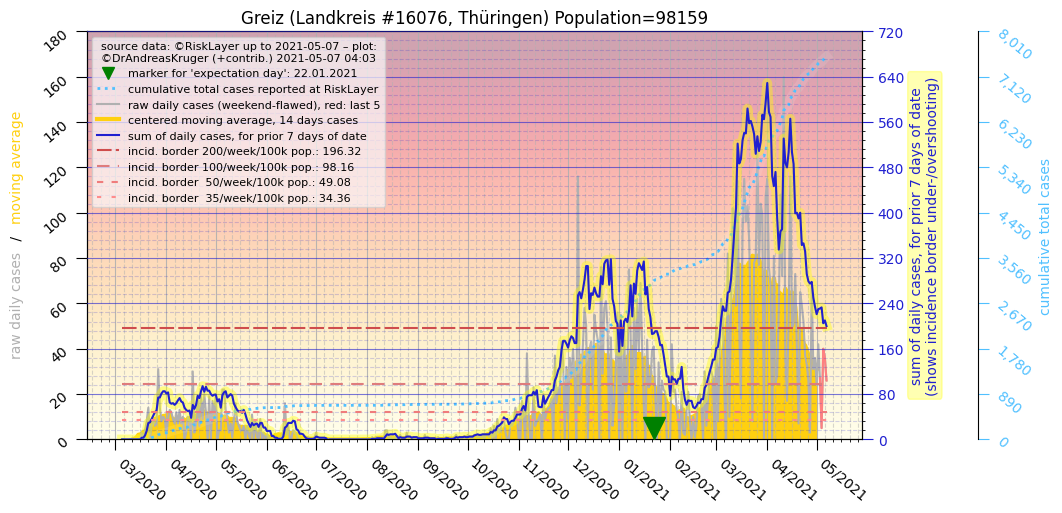 Greiz (Landkreis #16076, Thüringen) Population=98159
source data: ©RiskLayer up to 2021-05-07 – plot:
©DrAndreasKruger (+contrib.) 2021-05-07 04:03
marker for 'expectation day': 22.01.2021
cumulative total cases reported at RiskLayer
raw daily cases (weekend-flawed), red: last 5
centered moving average, 14 days cases
sum of daily cases, for prior 7 days of date
incid. border 200/week/100k pop.: 196.32
incid. border 100/week/100k pop.: 98.16
incid. border  50/week/100k pop.: 49.08
incid. border  35/week/100k pop.: 34.36
raw daily cases / moving average
180
160
140
120
100
80
60
40
20
0
03/2020
04/2020
05/2020
06/2020
07/2020
08/2020
09/2020
10/2020
11/2020
12/2020
01/2021
02/2021
03/2021
04/2021
05/2021
720
640
560
480
400
320
240
160
80
0
sum of daily cases, for prior 7 days of date
(shows incidence border under-/overshooting)
8,010
7,120
6,230
5,340
4,450
3,560
2,670
1,780
890
0
cumulative total cases